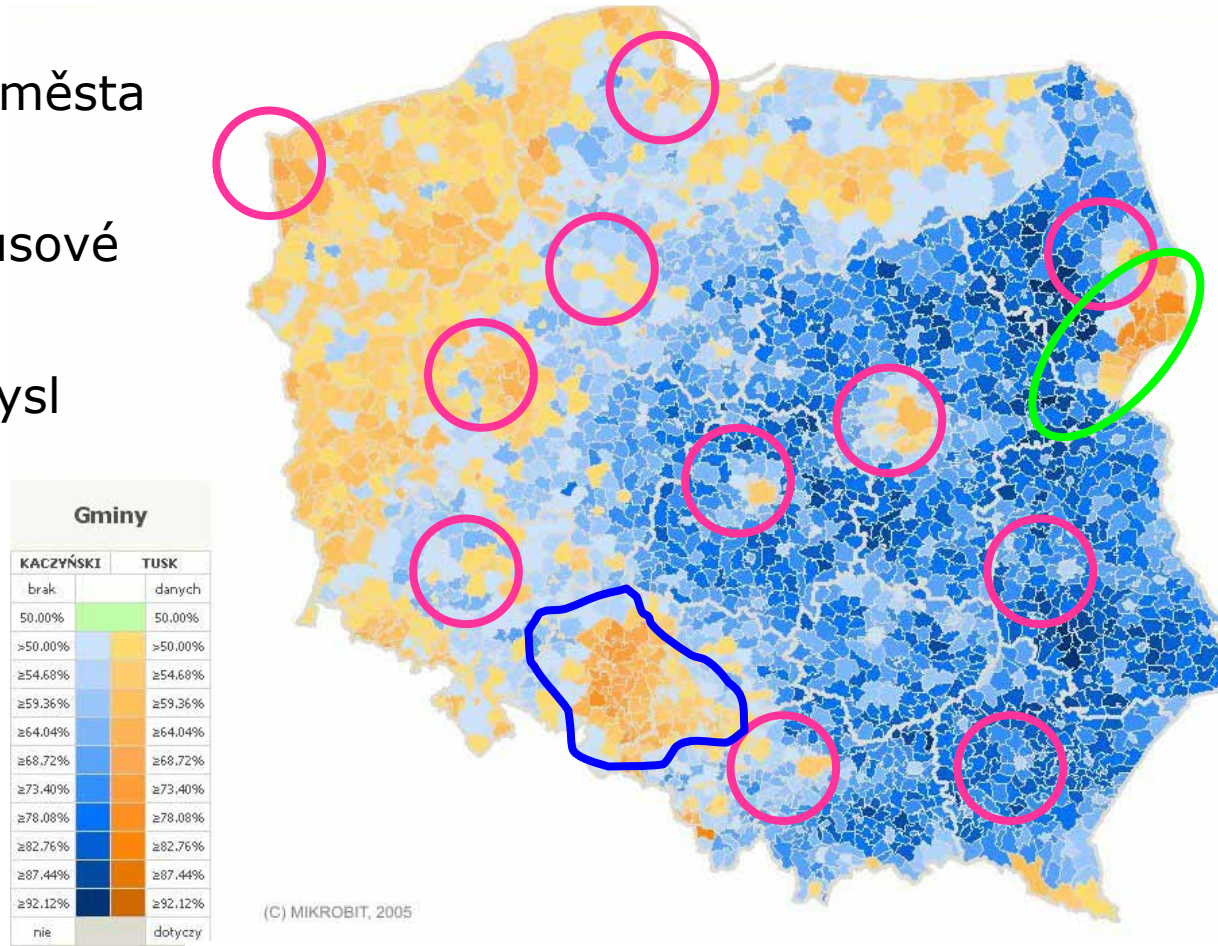 města
usové
ysl
Gminy
KACZYŃSKI TUSK
brak danych
50.00% 50.00%
>50.00% >50.00%
≥54.68% ≥54.68%
≥59.36% ≥59.36%
≥64.04% ≥64.04%
≥68.72% ≥68.72%
≥73.40% ≥73.40%
≥78.08% ≥78.08%
≥82.76% ≥82.76%
≥87.44% ≥87.44%
≥92.12% ≥92.12%
nie dotyczy
(C) MIKROBIT, 2005